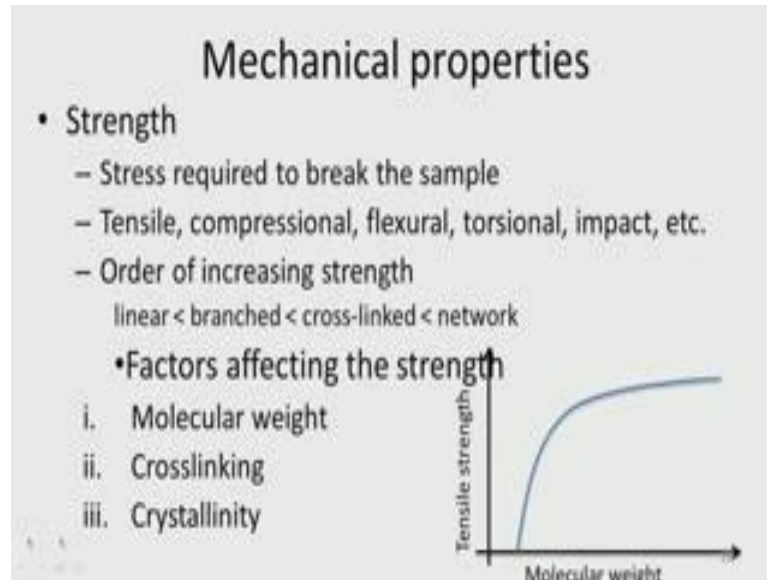 Mechanical properties
• Strength
– Stress required to break the sample
– Tensile, compressional, flexural, torsional, impact, etc.
– Order of increasing strength
linear < branched < cross-linked < network
•Factors affecting the strength
i. Molecular weight
ii. Crosslinking
iii. Crystallinity
Tensile strength
Molecular weight